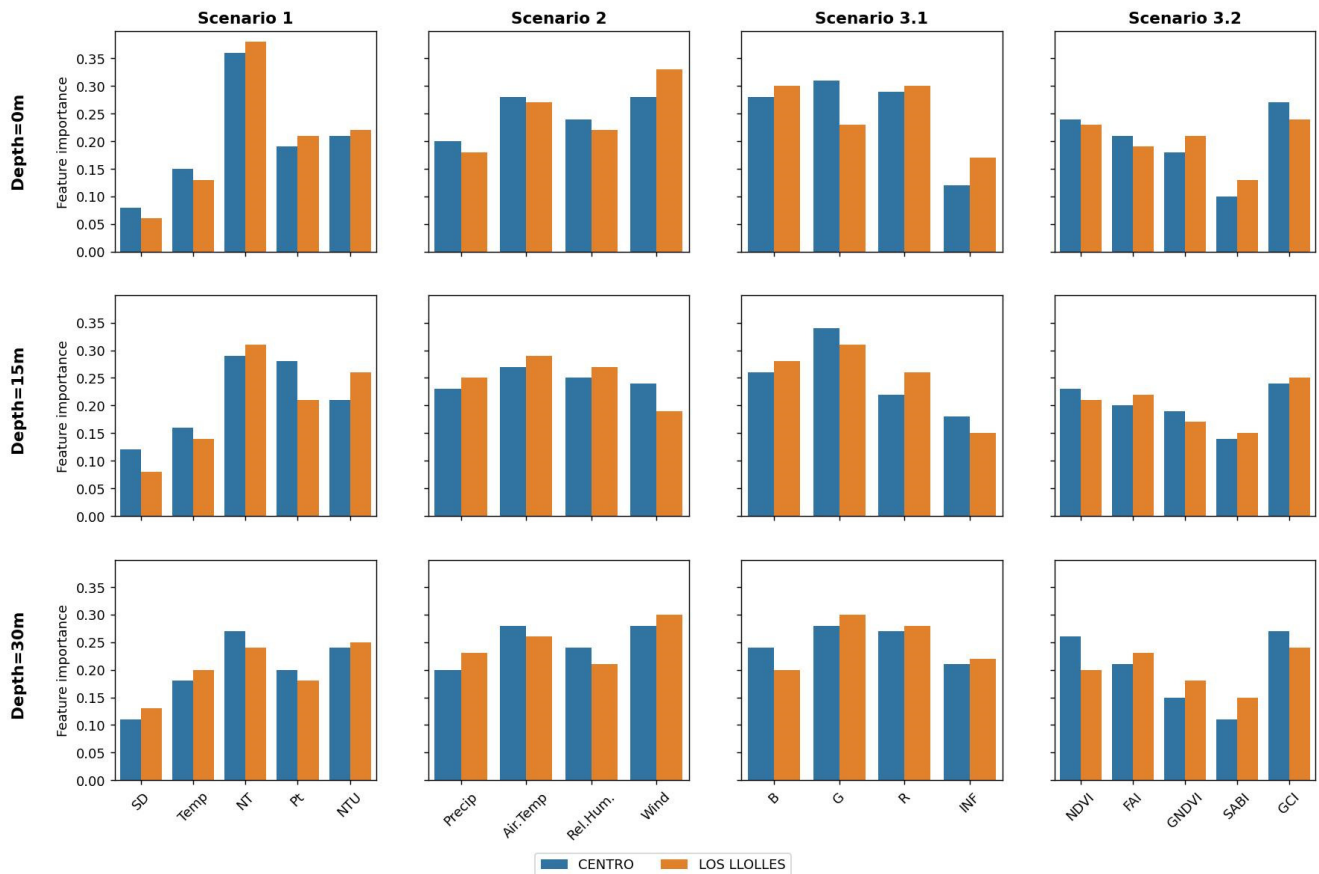 Scenario 1 Scenario 2 Scenario 3.1 Scenario 3.2
Depth=0m
Feature importance
0.35
0.30
0.25
0.20
0.15
0.10
0.05
0.00
Depth=15m
Feature importance
0.35
0.30
0.25
0.20
0.15
0.10
0.05
0.00
Depth=30m
Feature importance
0.35
0.30
0.25
0.20
0.15
0.10
0.05
0.00
SD Temp NT Pt NTU Precip Air.Temp Rel.Hum. Wind B G R INF NDVI FAI GNDVI SABI GCI
CENTRO LOS LLOLLES